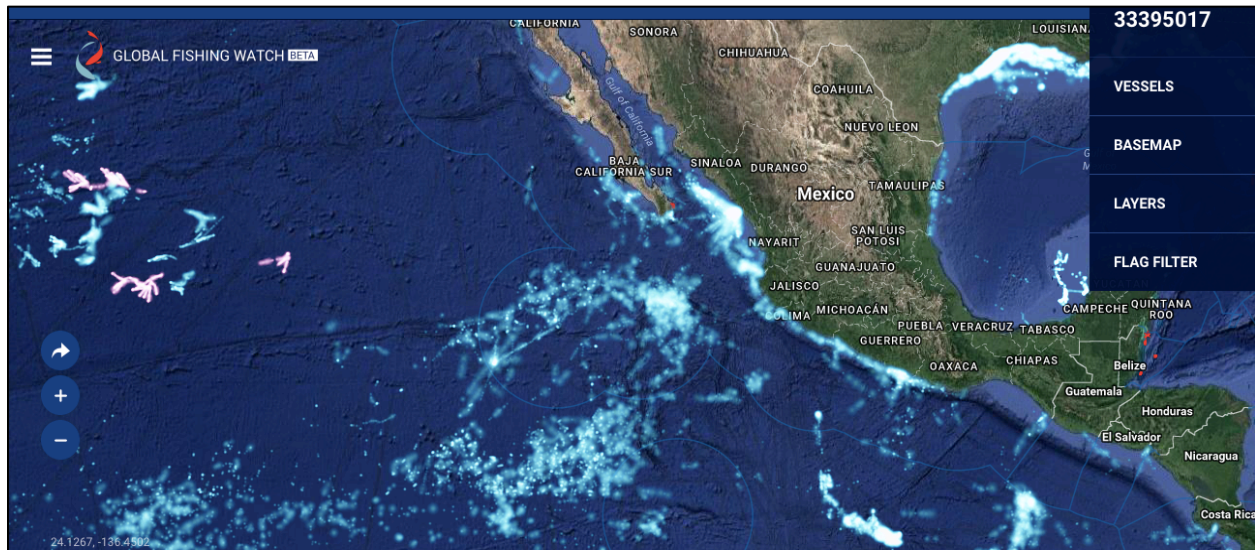 CALIFORNIA
SONORA
CHIHUAHUA
33395017
GLOBAL FISHING WATCH BETA
VESSELS
COAHUILA
Gulf of California
NUEVO LEON
BASEMAP
BAJA
CALIFORNIA SUR
SINALOA
DURANGO
Mexico
TAMAULIPAS
LAYERS
SAN LUIS
POTOSI
NAYARIT
GUANAJUATO
FLAG FILTER
JALISCO
COLIMA
MICHOACÁN
CAMPECHE
QUINTANA
ROO
PUEBLA
VERACRUZ
TABASCO
GUERRERO
OAXACA
CHIAPAS
Belize
Guatemala
Honduras
El Salvador
Nicaragua
Costa Rica
24.1267, -136.4502